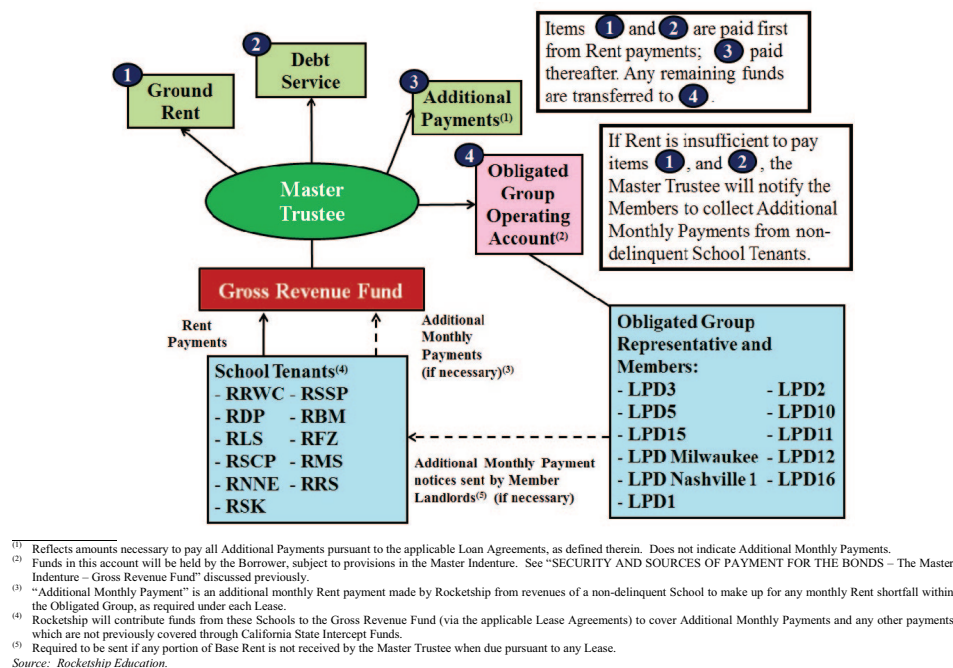 Items 1 and 2 are paid first
from Rent payments; 3 paid
thereafter. Any remaining funds
are transferred to 4 .
2
Debt
Service
1
Ground
Rent
3
Additional
Payments(1)
If Rent is insufficient to pay
items 1 , and 2 , the
Master Trustee will notify the
Members to collect Additional
Monthly Payments from non-
delinquent School Tenants.
4
Obligated
Group
Operating
Account(2)
Master
Trustee
Gross Revenue Fund
Rent
Payments
Additional
Monthly
Payments
(if necessary)(3)
Obligated Group
Representative and
Members:
- LPD3 - LPD2
- LPD5 - LPD10
- LPD15 - LPD11
- LPD Milwaukee - LPD12
- LPD Nashville 1 - LPD16
- LPD1
School Tenants(4)
- RRWC - RSSP
- RDP - RBM
- RLS - RFZ
- RSCP - RMS
- RNNE - RRS
- RSK
Additional Monthly Payment
notices sent by Member
Landlords(5) (if necessary)
(1) Reflects amounts necessary to pay all Additional Payments pursuant to the applicable Loan Agreements, as defined therein. Does not indicate Additional Monthly Payments.
(2) Funds in this account will be held by the Borrower, subject to provisions in the Master Indenture. See “SECURITY AND SOURCES OF PAYMENT FOR THE BONDS – The Master
Indenture – Gross Revenue Fund” discussed previously.
(3) “Additional Monthly Payment” is an additional monthly Rent payment made by Rocketship from revenues of a non-delinquent School to make up for any monthly Rent shortfall within
the Obligated Group, as required under each Lease.
(4) Rocketship will contribute funds from these Schools to the Gross Revenue Fund (via the applicable Lease Agreements) to cover Additional Monthly Payments and any other payments
which are not previously covered through California State Intercept Funds.
(5) Required to be sent if any portion of Base Rent is not received by the Master Trustee when due pursuant to any Lease.
Source: Rocketship Education.